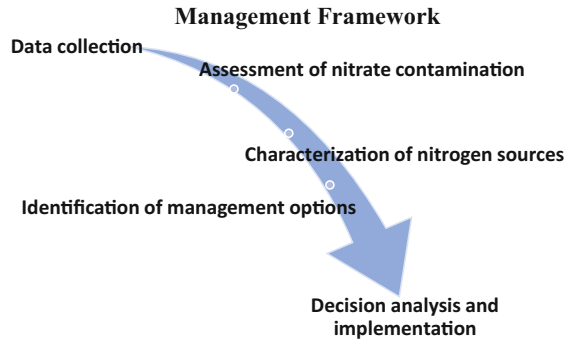 Management Framework
Data collection
Assessment of nitrate contamination
Characterization of nitrogen sources
Identification of management options
Decision analysis and
implementation